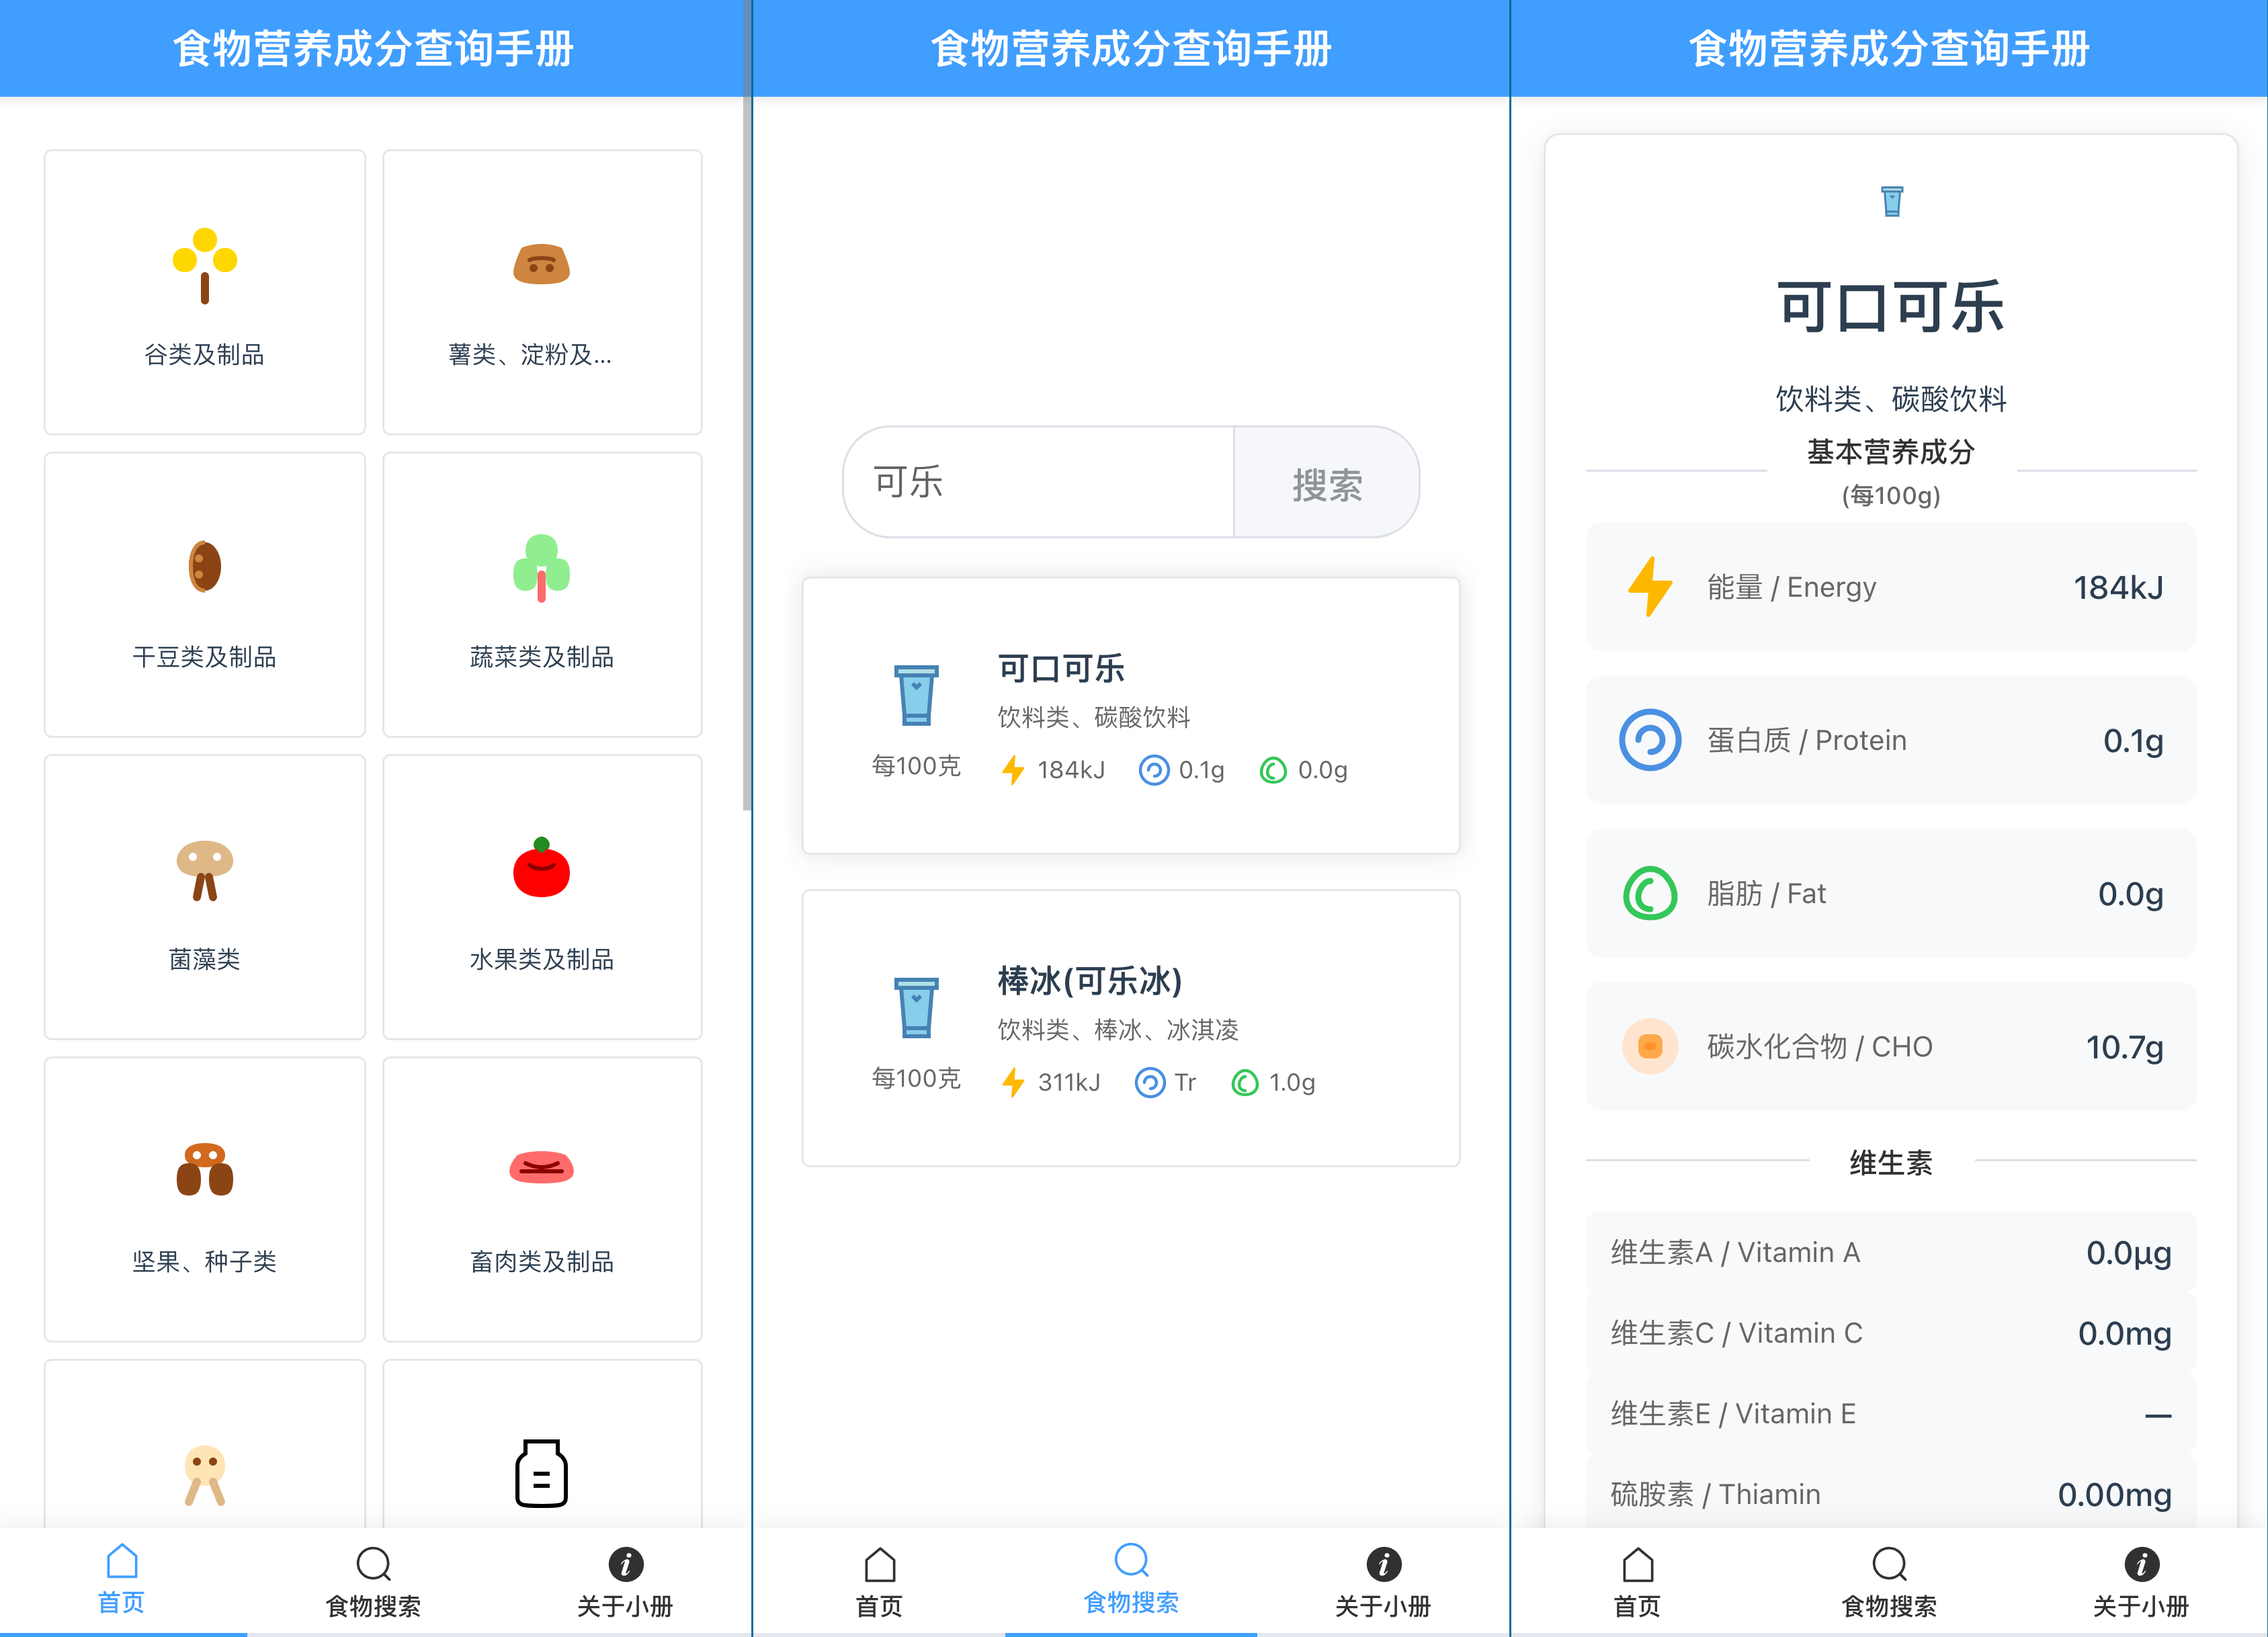 食物营养成分查询手册
谷类及制品
薯类、淀粉及...
干豆类及制品
蔬菜类及制品
菌藻类
水果类及制品
坚果、种子类
畜肉类及制品
首页
食物搜索
关于小册
食物营养成分查询手册
可乐
搜索
可口可乐
饮料类、碳酸饮料
每100克
184kJ
0.1g
0.0g
棒冰(可乐冰)
饮料类、棒冰、冰淇凌
每100克
311kJ
Tr
1.0g
首页
食物搜索
关于小册
食物营养成分查询手册
可口可乐
饮料类、碳酸饮料
基本营养成分
(每100g)
能量 / Energy 184kJ
蛋白质 / Protein 0.1g
脂肪 / Fat 0.0g
碳水化合物 / CHO 10.7g
维生素
维生素A / Vitamin A 0.0μg
维生素C / Vitamin C 0.0mg
维生素E / Vitamin E —
硫胺素 / Thiamin 0.00mg
首页
食物搜索
关于小册